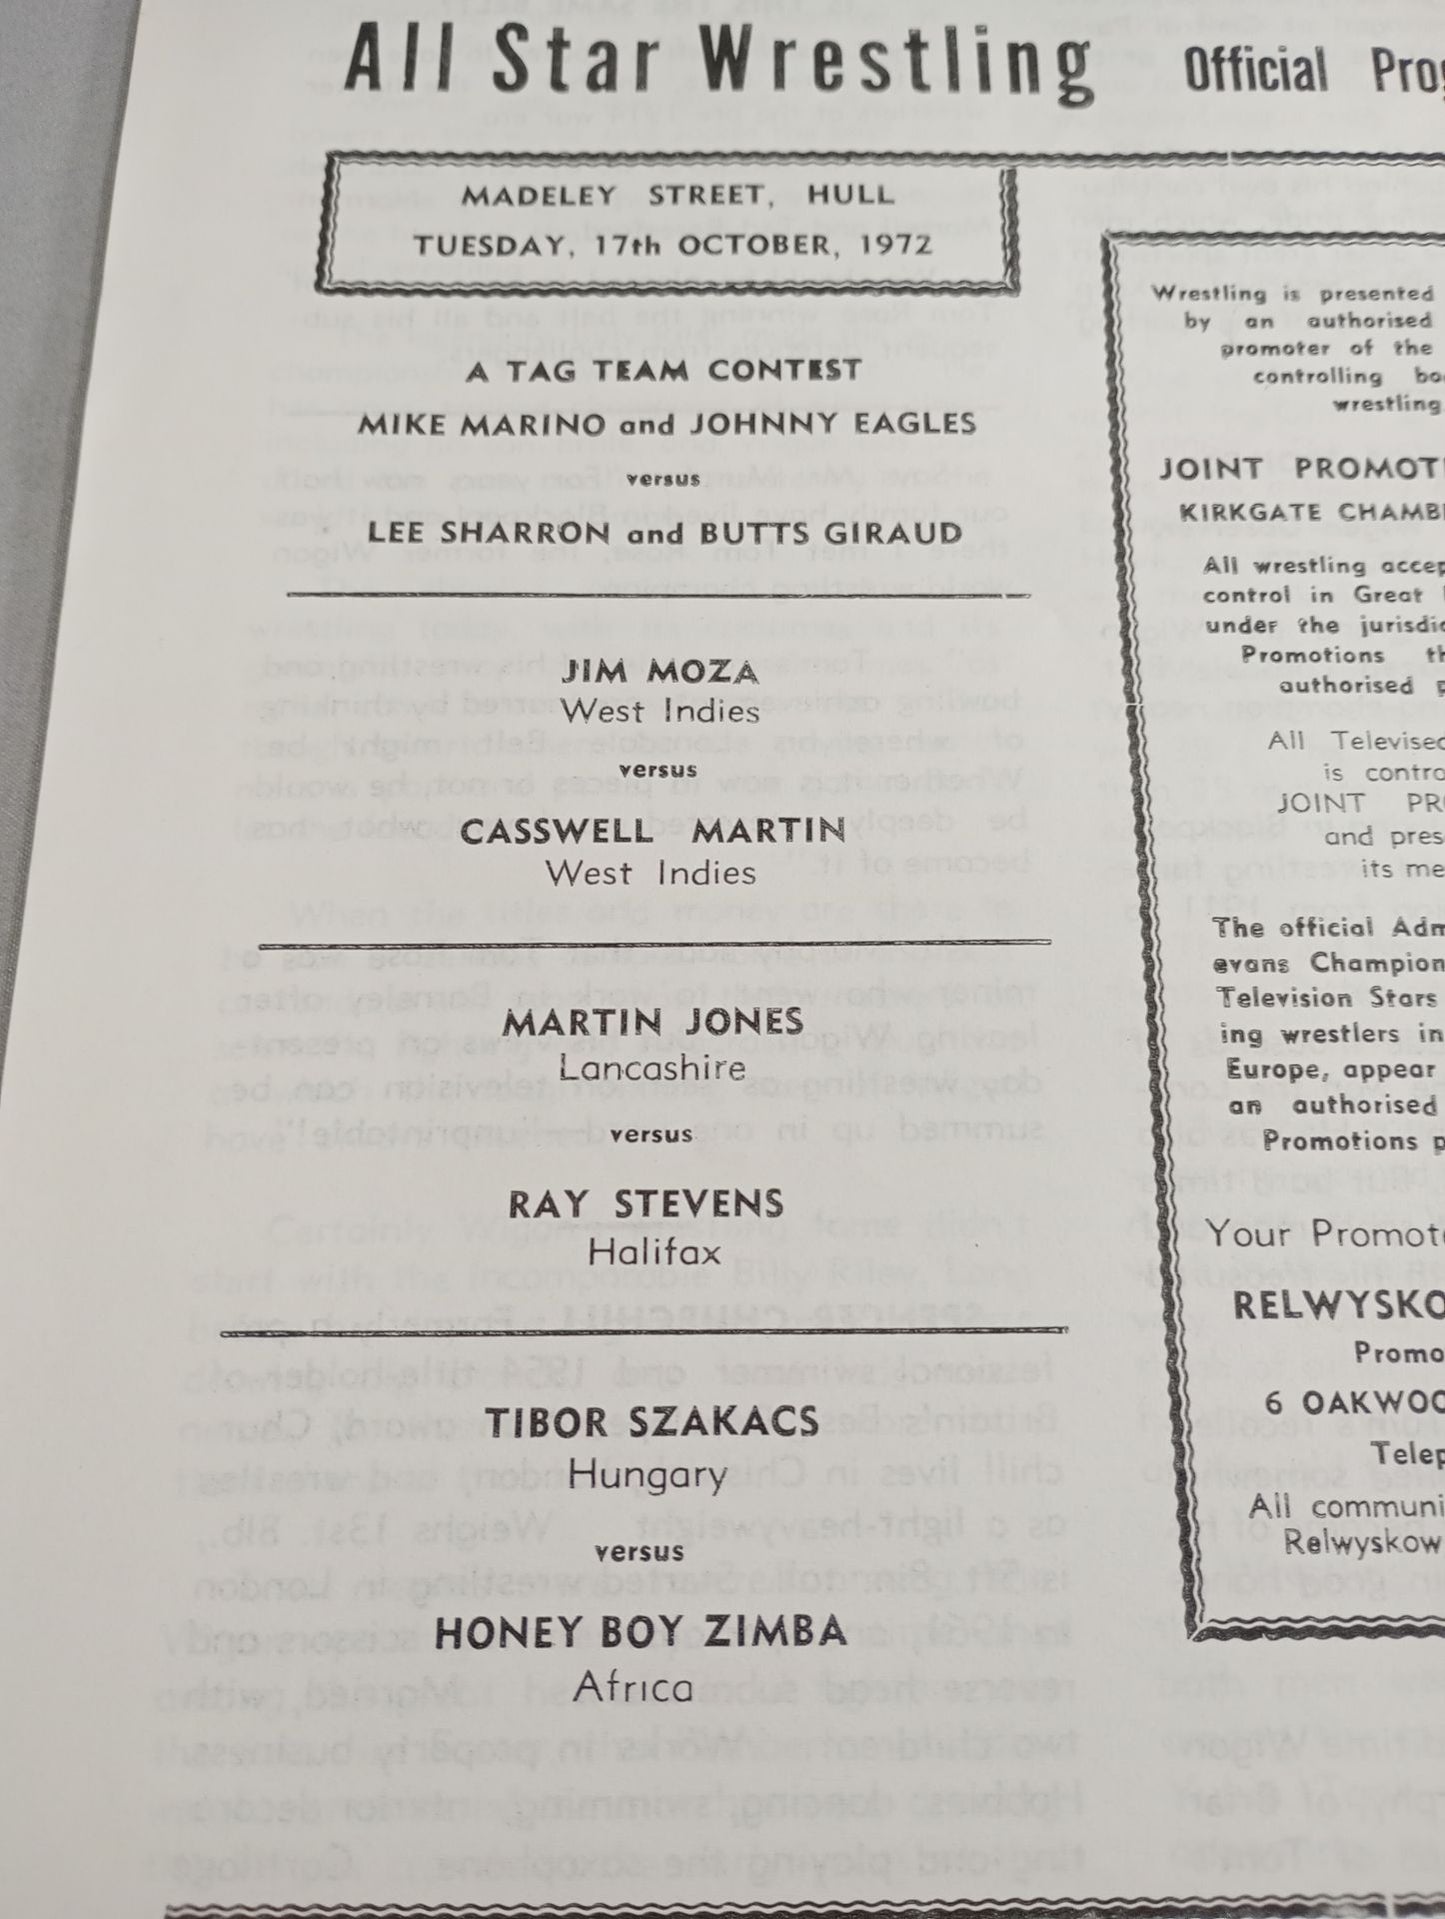 All Star Wrestling Official
MADELEY STREET, HULL
TUESDAY, 17th OCTOBER, 1972
A TAG TEAM CONTEST
MIKE MARINO and JOHNNY EAGLES
versus
LEE SHARRON and BUTTS GIRAUD
JIM MOZA
West Indies
versus
CASSWELL MARTIN
West Indies
MARTIN JONES
Lancashire
versus
RAY STEVENS
Halifax
TIBOR SZAKACS
Hungary
versus
HONEY BOY ZIMBA
Africa
Wrestling is presented
by an authorised
promoter of the
controlling
wrestling
JOINT
KIRKGATE
All wrestling
control in Great
under the
Promotions
authorised
All
is
JOINT
and
its
The official
evans
Television Stars
ing wrestlers in
Europe, appear
an authorised
Promotions
Your
6
All